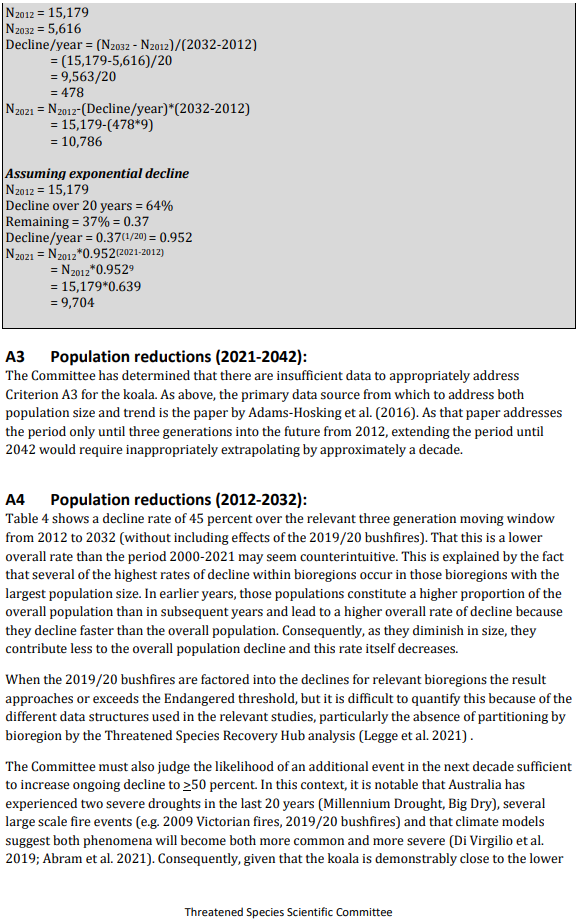 N2012 = 15,179
N2032 = 5,616
Decline/year = (N2032 - N2012)/(2032-2012)
= (15,179-5,616)/20
= 9,563/20
= 478
N2021 = N2012-(Decline/year)*(2032-2012)
= 15,179-(478*9)
= 10,786
Assuming exponential decline
N2012 = 15,179
Decline over 20 years = 64%
Remaining = 37% = 0.37
Decline/year = 0.37(1/20) = 0.952
N2021 = N2012*0.952(2021-2012)
= N2012*0.9529
= 15,179*0.639
= 9,704
A3 Population reductions (2021-2042):
The Committee has determined that there are insufficient data to appropriately address
Criterion A3 for the koala. As above, the primary data source from which to address both
population size and trend is the paper by Adams-Hosking et al. (2016). As that paper addresses
the period only until three generations into the future from 2012, extending the period until
2042 would require inappropriately extrapolating by approximately a decade.
A4 Population reductions (2012-2032):
Table 4 shows a decline rate of 45 percent over the relevant three generation moving window
from 2012 to 2032 (without including effects of the 2019/20 bushfires). That this is a lower
overall rate than the period 2000-2021 may seem counterintuitive. This is explained by the fact
that several of the highest rates of decline within bioregions occur in those bioregions with the
largest population size. In earlier years, those populations constitute a higher proportion of the
overall population than in subsequent years and lead to a higher overall rate of decline because
they decline faster than the overall population. Consequently, as they diminish in size, they
contribute less to the overall population decline and this rate itself decreases.
When the 2019/20 bushfires are factored into the declines for relevant bioregions the result
approaches or exceeds the Endangered threshold, but it is difficult to quantify this because of the
different data structures used in the relevant studies, particularly the absence of partitioning by
bioregion by the Threatened Species Recovery Hub analysis (Legge et al. 2021) .
The Committee must also judge the likelihood of an additional event in the next decade sufficient
to increase ongoing decline to ≥50 percent. In this context, it is notable that Australia has
experienced two severe droughts in the last 20 years (Millennium Drought, Big Dry), several
large scale fire events (e.g. 2009 Victorian fires, 2019/20 bushfires) and that climate models
suggest both phenomena will become both more common and more severe (Di Virgilio et al.
2019; Abram et al. 2021). Consequently, given that the koala is demonstrably close to the lower
Threatened Species Scientific Committee